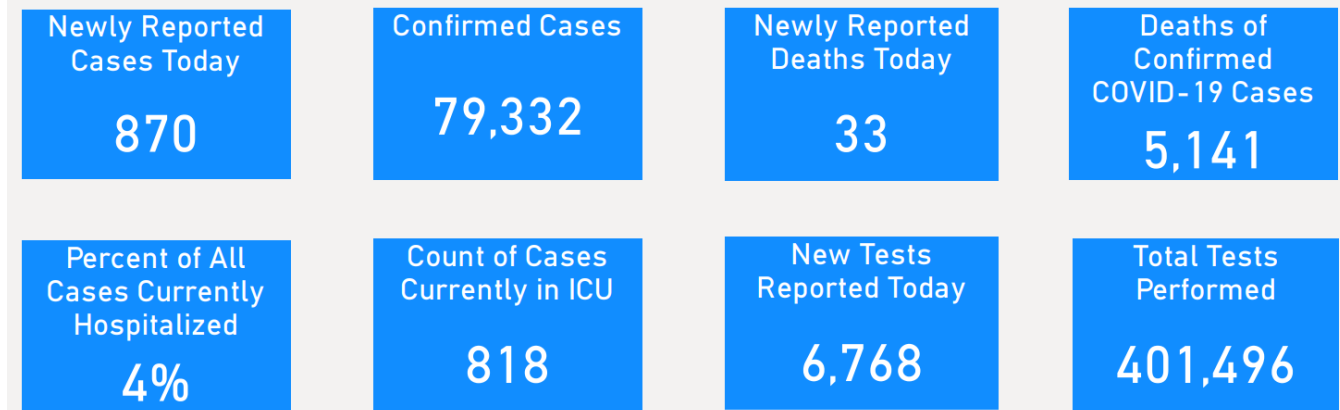 Newly Reported
Cases Today
870
Confirmed Cases
79,332
Newly Reported
Deaths Today
33
Deaths of
Confirmed
COVID-19 Cases
5,141
Percent of All
Cases Currently
Hospitalized
4%
Count of Cases
Currently in ICU
818
New Tests
Reported Today
6,768
Total Tests
Performed
401,496